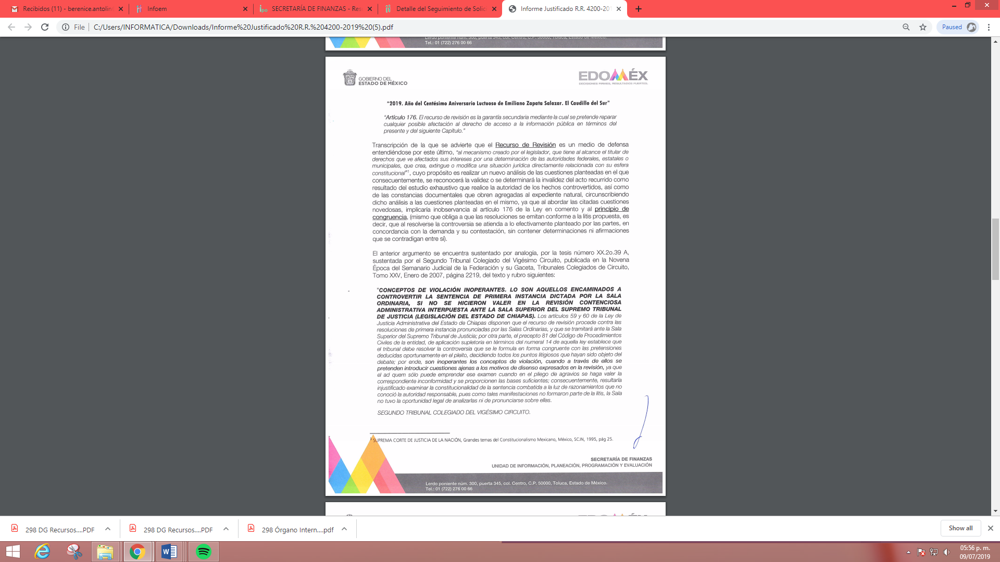 Recibidos (11) - berenice.antolin
Infoem
SECRETARÍA DE FINANZAS - Res
Detalle del Seguimiento de Solici
Informe Justificado R.R. 4200-201
File
C:/Users/INFORMATICA/Downloads/Informe%20Justificado%20R.R.%204200-2019%20(5).pdf
Paused
Lerdo poniente núm. 300, puerta 345, col. Centro, C.P. 50000, Toluca, Estado de México.
Tel.: 01 (722) 276 00 66
GOBIERNO DEL
ESTADO DE MÉXICO
EDOMÉX
DECISIONES FIRMES, RESULTADOS FUERTES.
“2019. Año del Centésimo Aniversario Luctuoso de Emiliano Zapata Salazar. El Caudillo del Sur”
“Artículo 176. El recurso de revisión es la garantía secundaria mediante la cual se pretende reparar
cualquier posible afectación al derecho de acceso a la información pública en términos del
presente y del siguiente Capítulo.”
Transcripción de la que se advierte que el Recurso de Revisión es un medio de defensa
entendiéndose por este último, “al mecanismo creado por el legislador, que tiene al alcance el titular de
derechos que ve afectados sus intereses por una determinación de las autoridades federales, estatales o
municipales, que crea, extingue o modifica una situación jurídica directamente relacionada con su esfera
constitucional”¹, cuyo propósito es realizar un nuevo análisis de las cuestiones planteadas en el que
consecuentemente, se reconocerá la validez o se determinará la invalidez del acto recurrido como
resultado del estudio exhaustivo que realice la autoridad de los hechos controvertidos, así como
de las constancias documentales que obren agregadas al expediente natural, circunscribiendo
dicho análisis a las cuestiones planteadas en el mismo, ya que al abordar las citadas cuestiones
novedosas, implicaría inobservancia al artículo 176 de la Ley en comento y al principio de
congruencia, (mismo que obliga a que las resoluciones se emitan conforme a la litis propuesta, es
decir, que al resolverse la controversia se atienda a lo efectivamente planteado por las partes, en
concordancia con la demanda y su contestación, sin contener determinaciones ni afirmaciones
que se contradigan entre sí).
El anterior argumento se encuentra sustentado por analogía, por la tesis número XX.2o.39 A,
sustentada por el Segundo Tribunal Colegiado del Vigésimo Circuito, publicada en la Novena
Época del Semanario Judicial de la Federación y su Gaceta, Tribunales Colegiados de Circuito,
Tomo XXV, Enero de 2007, página 2219, del texto y rubro siguientes:
“CONCEPTOS DE VIOLACIÓN INOPERANTES. LO SON AQUELLOS ENCAMINADOS A
CONTROVERTIR LA SENTENCIA DE PRIMERA INSTANCIA DICTADA POR LA SALA
ORDINARIA, SI NO SE HICIERON VALER EN LA REVISIÓN CONTENCIOSA
ADMINISTRATIVA INTERPUESTA ANTE LA SALA SUPERIOR DEL SUPREMO TRIBUNAL
DE JUSTICIA (LEGISLACIÓN DEL ESTADO DE CHIAPAS). Los artículos 59 y 60 de la Ley de
Justicia Administrativa del Estado de Chiapas disponen que el recurso de revisión procede contra las
resoluciones de primera instancia pronunciadas por las Salas Ordinarias, y que se tramitará ante la Sala
Superior del Supremo Tribunal de Justicia; por otra parte, el precepto 81 del Código de Procedimientos
Civiles de la entidad, de aplicación supletoria en términos del numeral 14 de aquella ley establece que
el tribunal debe resolver la controversia que se le formula en forma congruente con las pretensiones
deducidas oportunamente en el pleito, decidiendo todos los puntos litigiosos que hayan sido objeto del
debate; por ende, son inoperantes los conceptos de violación, cuando a través de ellos se
pretenden introducir cuestiones ajenas a los motivos de disenso expresados en la revisión, ya que
el ad quem sólo puede emprender ese examen cuando en el pliego de agravios se haga valer la
correspondiente inconformidad y se proporcionen las bases suficientes; consecuentemente, resultaría
injustificado examinar la constitucionalidad de la sentencia combatida a la luz de razonamientos que no
conoció la autoridad responsable, pues como tales manifestaciones no formaron parte de la litis, la Sala
no tuvo la oportunidad legal de analizarlas ni de pronunciarse sobre ellas.
SEGUNDO TRIBUNAL COLEGIADO DEL VIGÉSIMO CIRCUITO.
¹ SUPREMA CORTE DE JUSTICIA DE LA NACIÓN, Grandes temas del Constitucionalismo Mexicano, México, SCJN, 1995, pág 25.
SECRETARÍA DE FINANZAS
UNIDAD DE INFORMACIÓN, PLANEACIÓN, PROGRAMACIÓN Y EVALUACIÓN
Lerdo poniente núm. 300, puerta 345, col. Centro, C.P. 50000, Toluca, Estado de México.
Tel.: 01 (722) 276 00 66
298 DG Recursos....PDF
298 DG Recursos....PDF
298 Órgano Intern....pdf
Show all
05:56 p. m.
09/07/2019